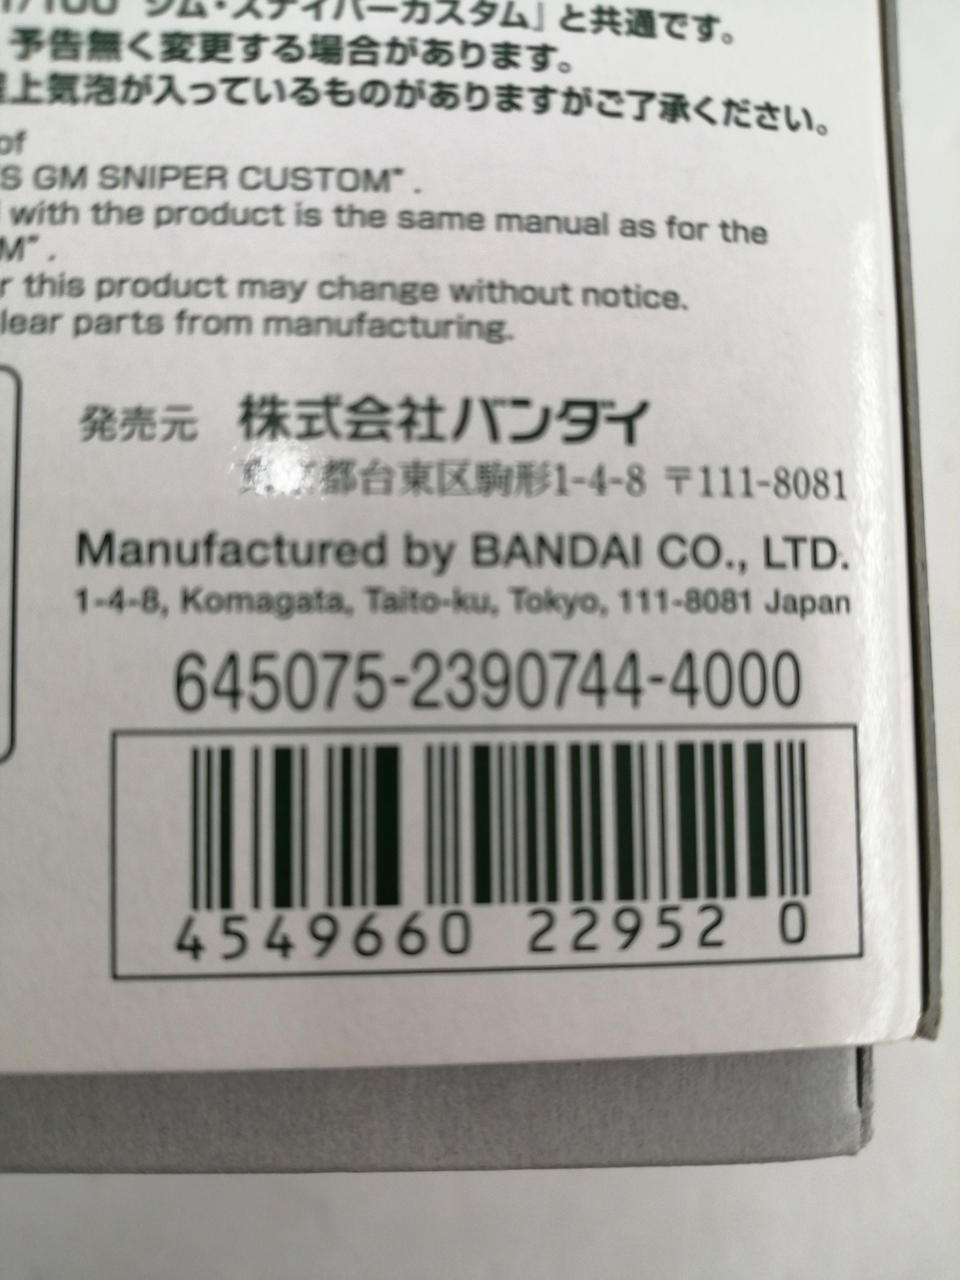 1/100 ジム・スナイパーカスタム」と共通です。
予告無く変更する場合があります。
上気泡が入っているものがありますがご了承ください。
of
S GM SNIPER CUSTOM".
with the product is the same manual as for the
M".
r this product may change without notice.
lear parts from manufacturing.
発売元 株式会社バンダイ
都台東区駒形1-4-8 〒111-8081
Manufactured by BANDAI CO., LTD.
1-4-8, Komagata, Taito-ku, Tokyo, 111-8081 Japan
645075-2390744-4000
4549660 22952 0